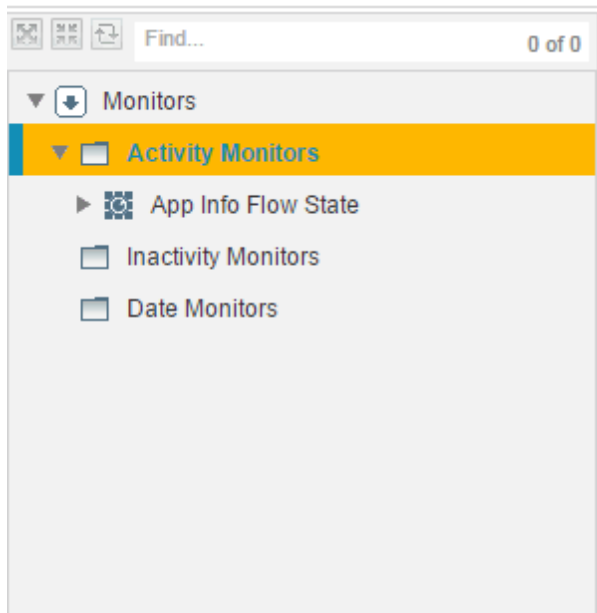 Find... 0 of 0
Monitors
Activity Monitors
App Info Flow State
Inactivity Monitors
Date Monitors